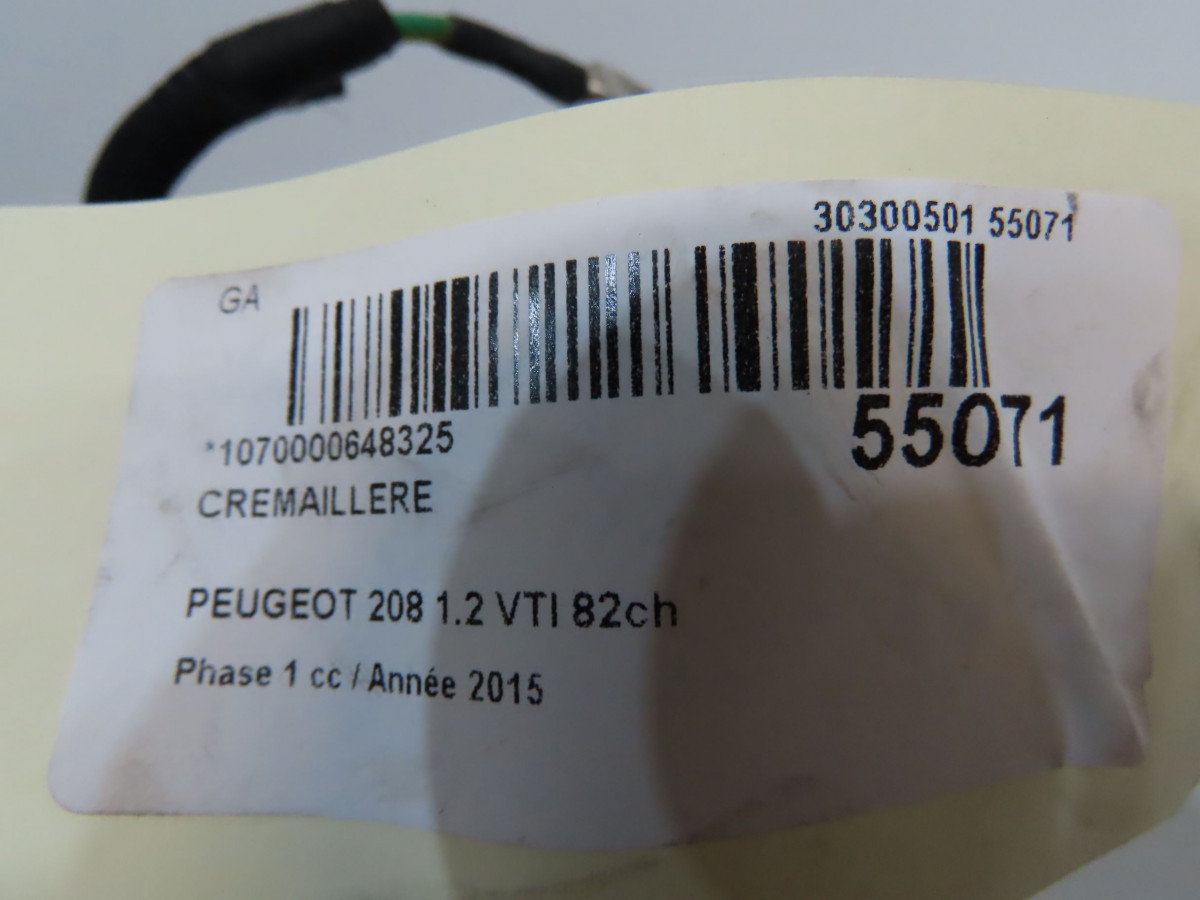 30300501 55071
GA
55071
*1070000648325
CREMAILLERE
PEUGEOT 208 1.2 VTI 82ch
Phase 1 cc / Année 2015